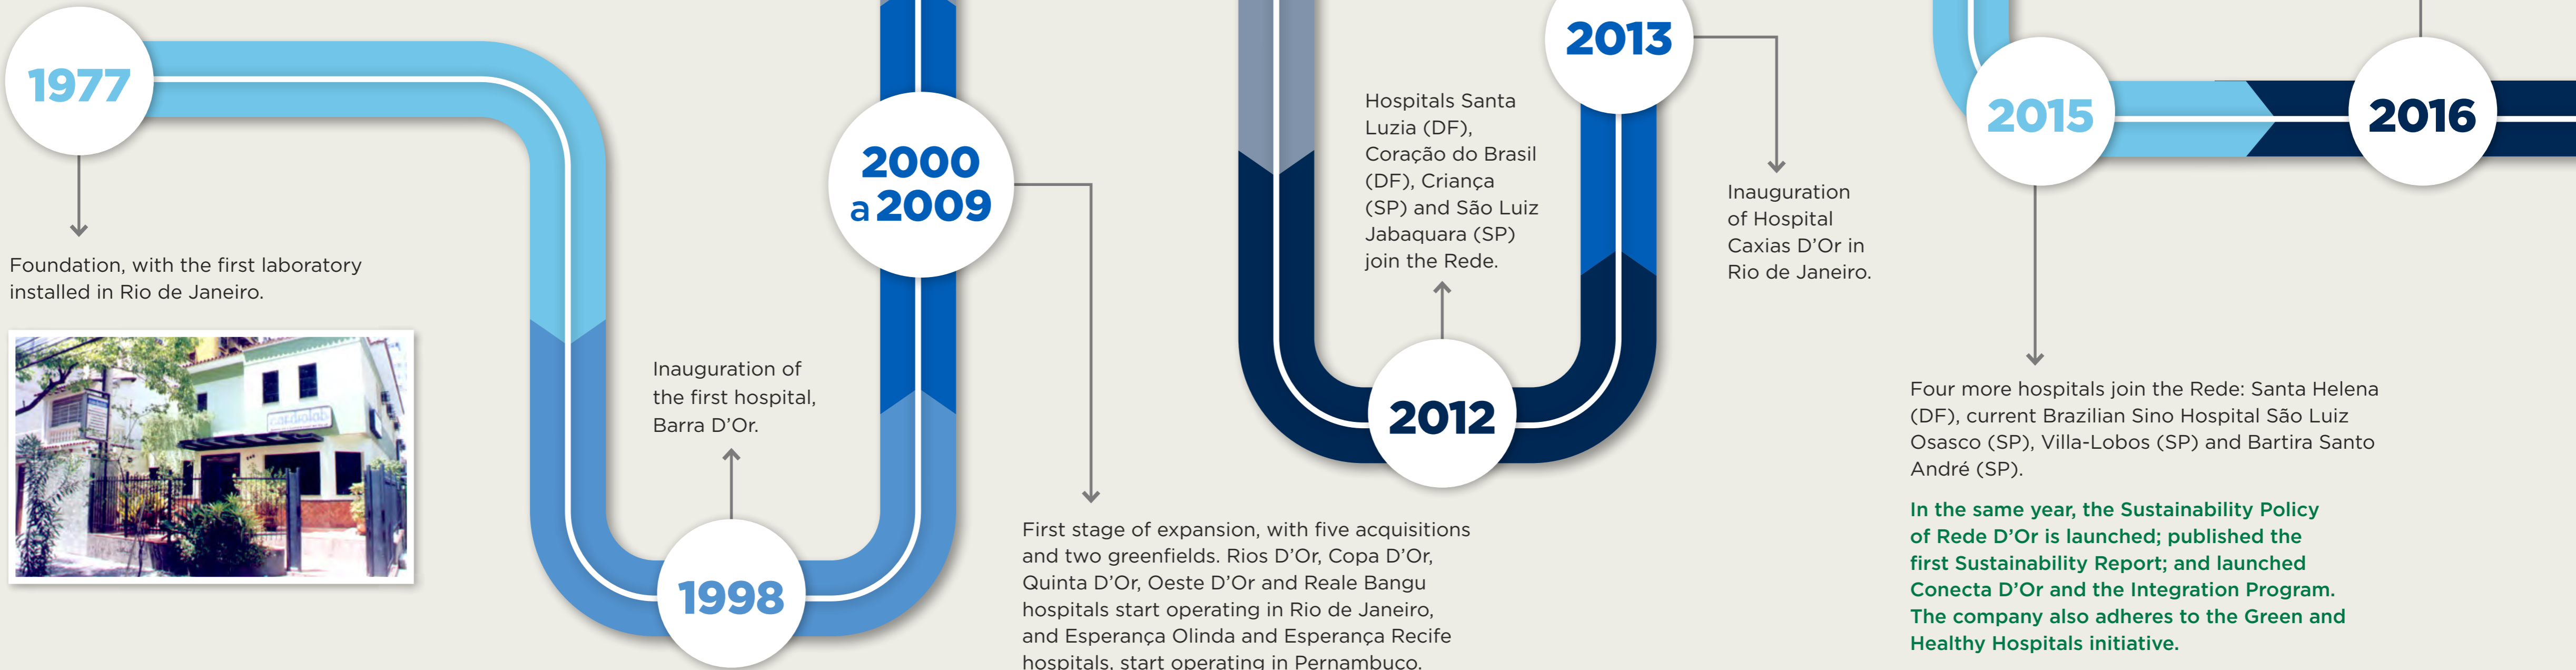 1977
Foundation, with the first laboratory
installed in Rio de Janeiro.
Inauguration of
the first hospital,
Barra D’Or.
1998
2000
a 2009
First stage of expansion, with five acquisitions
and two greenfields. Rios D’Or, Copa D’Or,
Quinta D’Or, Oeste D’Or and Reale Bangu
hospitals start operating in Rio de Janeiro,
and Esperança Olinda and Esperança Recife
hospitals, start operating in Pernambuco.
Hospitals Santa
Luzia (DF),
Coração do Brasil
(DF), Criança
(SP) and São Luiz
Jabaquara (SP)
join the Rede.
2012
2013
Inauguration
of Hospital
Caxias D’Or in
Rio de Janeiro.
2015
Four more hospitals join the Rede: Santa Helena
(DF), current Brazilian Sino Hospital São Luiz
Osasco (SP), Villa-Lobos (SP) and Bartira Santo
André (SP).
In the same year, the Sustainability Policy
of Rede D’Or is launched; published the
first Sustainability Report; and launched
Conecta D’Or and the Integration Program.
The company also adheres to the Green and
Healthy Hospitals initiative.
2016